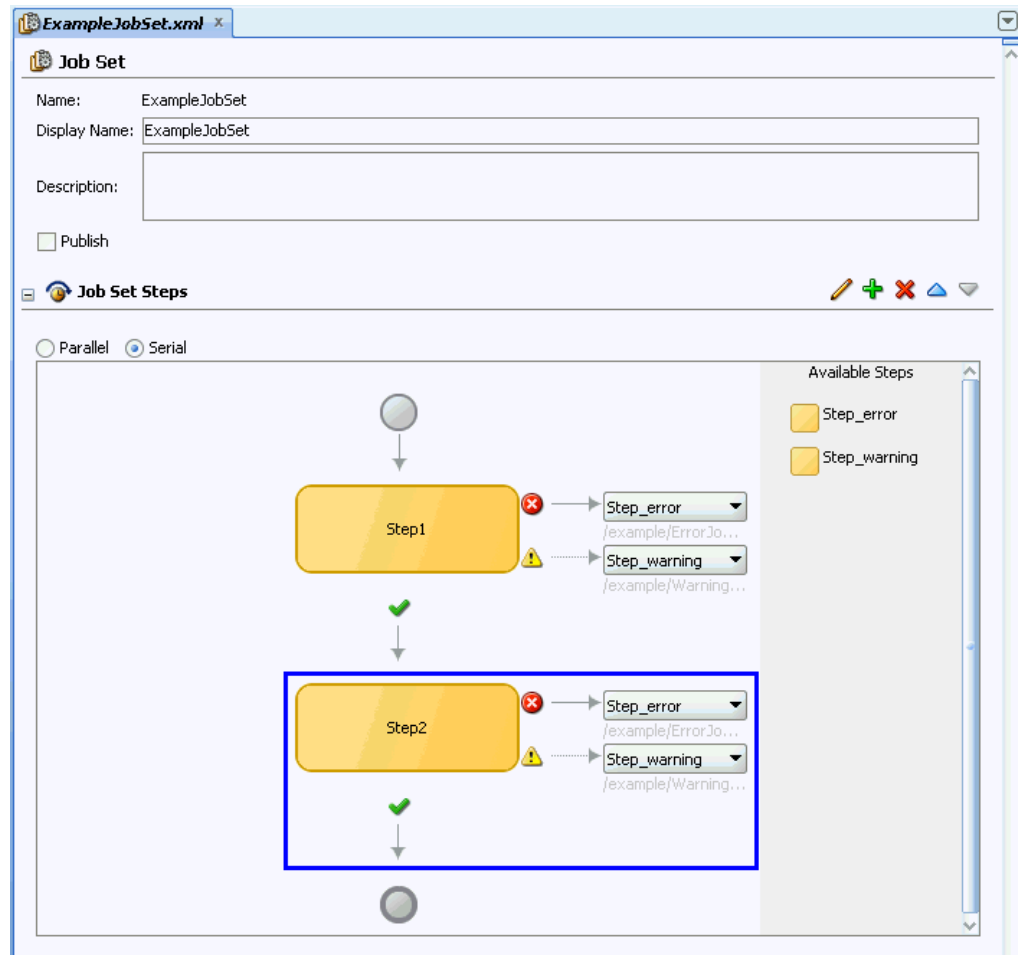 ExampleJobSet.xml x
Job Set
Name: ExampleJobSet
Display Name: ExampleJobSet
Description:
Publish
Job Set Steps
Parallel Serial
Available Steps
Step_error
Step_warning
Step1
Step_error
/example/ErrorJo...
Step_warning
/example/Warning...
Step2
Step_error
/example/ErrorJo...
Step_warning
/example/Warning...